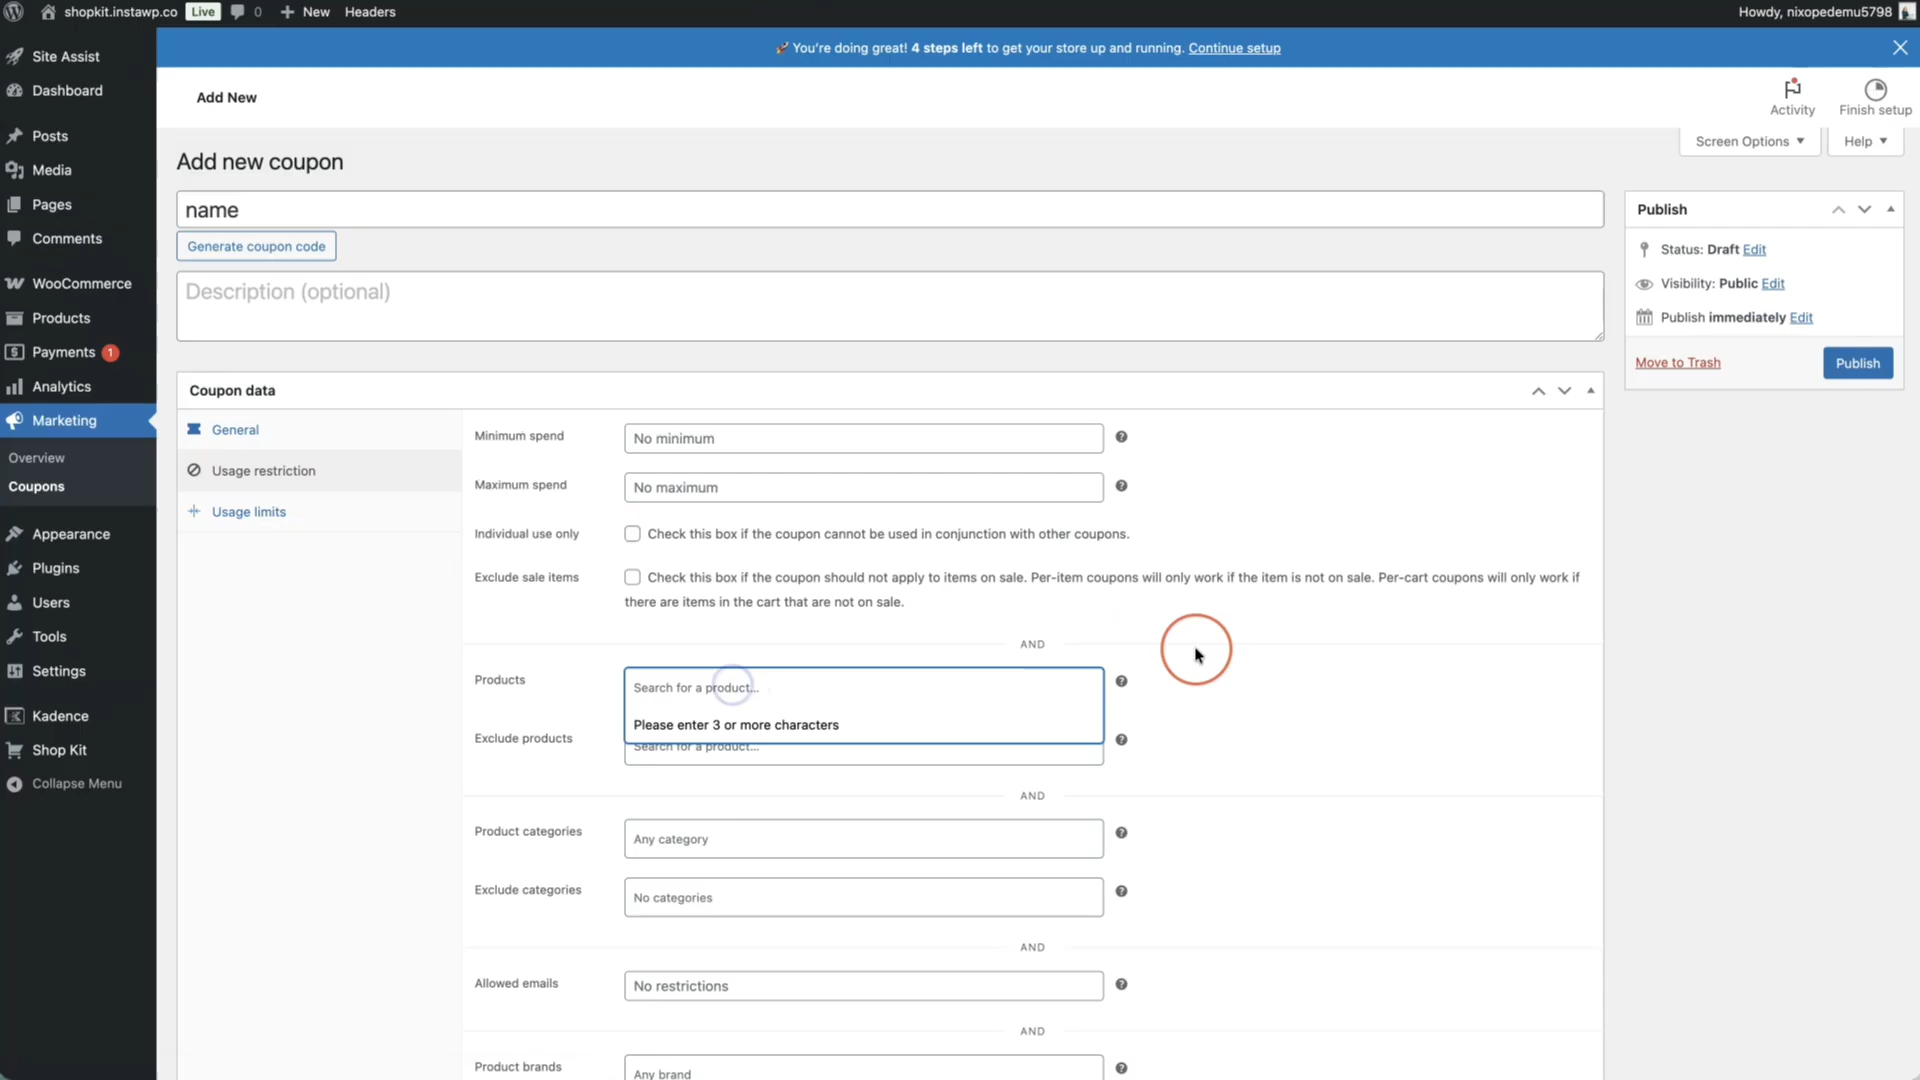 shopkit.instawp.co Live 0 New Headers Howdy, nixopedemu5798
🚀 You're doing great! 4 steps left to get your store up and running. Continue setup
Site Assist
Dashboard
Posts
Media
Pages
Comments
WooCommerce
Products
Payments 1
Analytics
Marketing
Overview
Coupons
Appearance
Plugins
Users
Tools
Settings
Kadence
Shop Kit
Collapse Menu
Add New
Activity
Finish setup
Screen Options
Help
Add new coupon
name
Generate coupon code
Description (optional)
Publish
Status: Draft Edit
Visibility: Public Edit
Publish immediately Edit
Move to Trash
Publish
Coupon data
General
Usage restriction
Usage limits
Minimum spend No minimum
Maximum spend No maximum
Individual use only Check this box if the coupon cannot be used in conjunction with other coupons.
Exclude sale items Check this box if the coupon should not apply to items on sale. Per-item coupons will only work if the item is not on sale. Per-cart coupons will only work if
there are items in the cart that are not on sale.
AND
Products Search for a product...
Please enter 3 or more characters
Exclude products Search for a product...
AND
Product categories Any category
Exclude categories No categories
AND
Allowed emails No restrictions
AND
Product brands Any brand